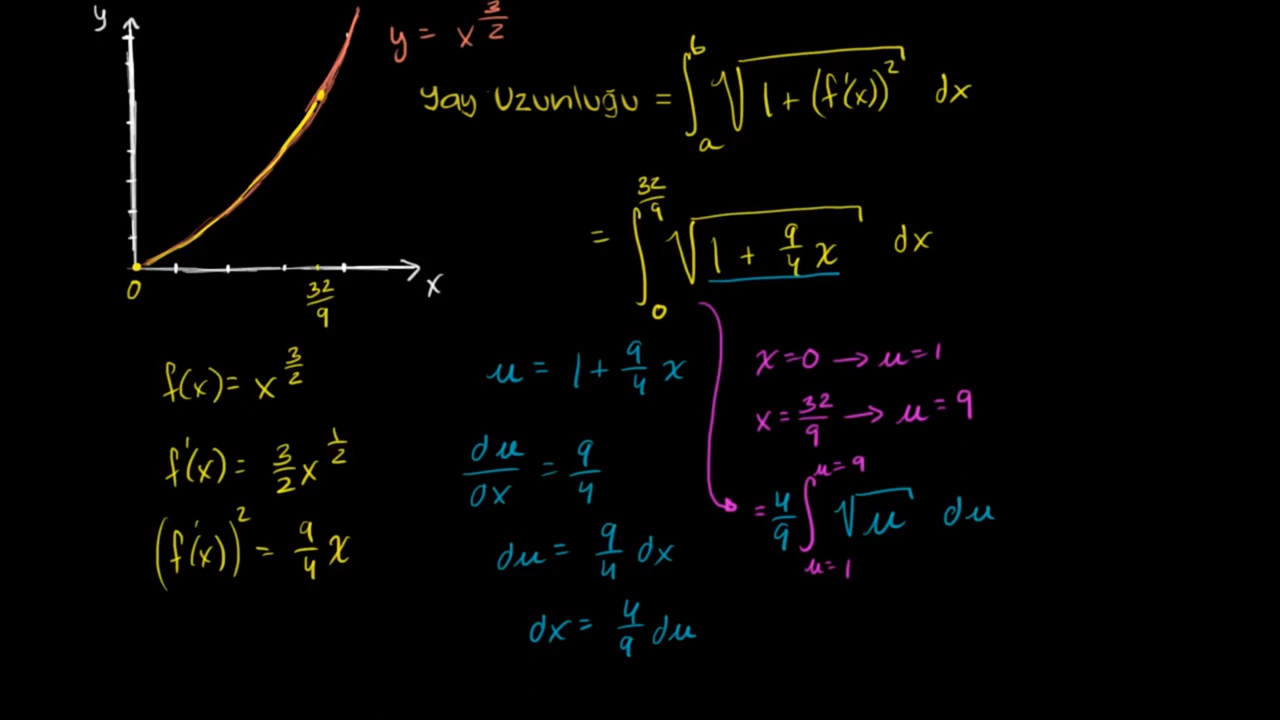 y
y = x^(3/2)
Yay Uzunluğu = ∫_a^b √(1 + (f'(x))²) dx
= ∫_0^(32/9) √(1 + 9/4 x) dx
0
32/9
x
f(x) = x^(3/2)
f'(x) = 3/2 x^(1/2)
(f'(x))² = 9/4 x
u = 1 + 9/4 x
du/dx = 9/4
du = 9/4 dx
dx = 4/9 du
x = 0 → u = 1
x = 32/9 → u = 9
= 4/9 ∫_(u=1)^(u=9) √u du